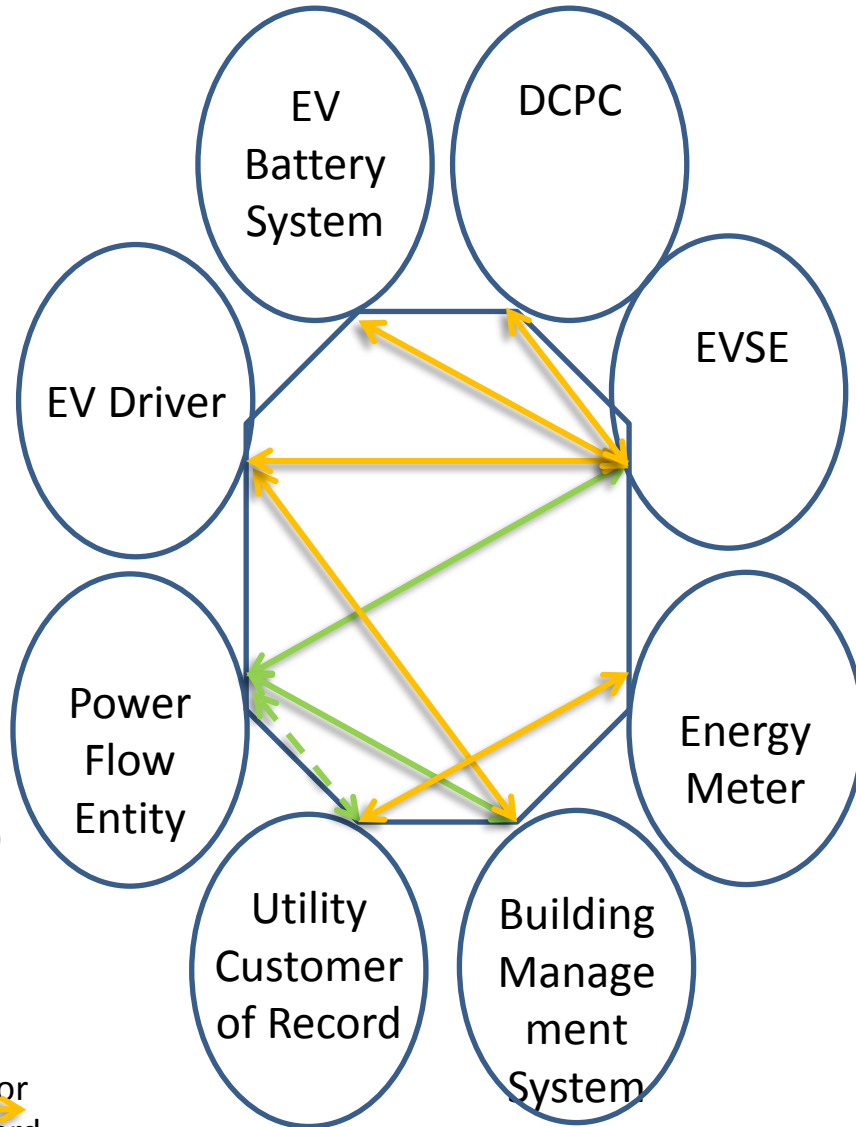 EV
Battery
System
DCPC
EVSE
EV Driver
Power
Flow
Entity
Energy
Meter
Utility
Customer
of Record
Building
Manage
ment
System
or